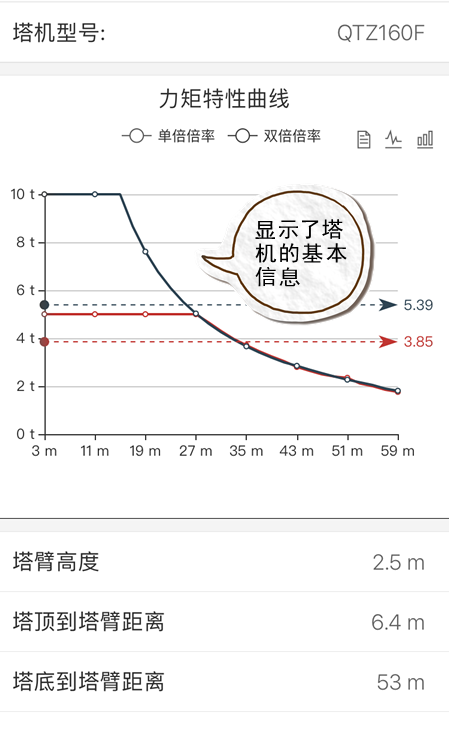 塔机型号: QTZ160F
力矩特性曲线
单倍倍率 双倍倍率
10 t
显示了塔
8 t
机的基本
信息
6 t
5.39
4 t
3.85
2 t
0 t
3 m 11 m 19 m 27 m 35 m 43 m 51 m 59 m
塔臂高度 2.5 m
塔顶到塔臂距离 6.4 m
塔底到塔臂距离 53 m